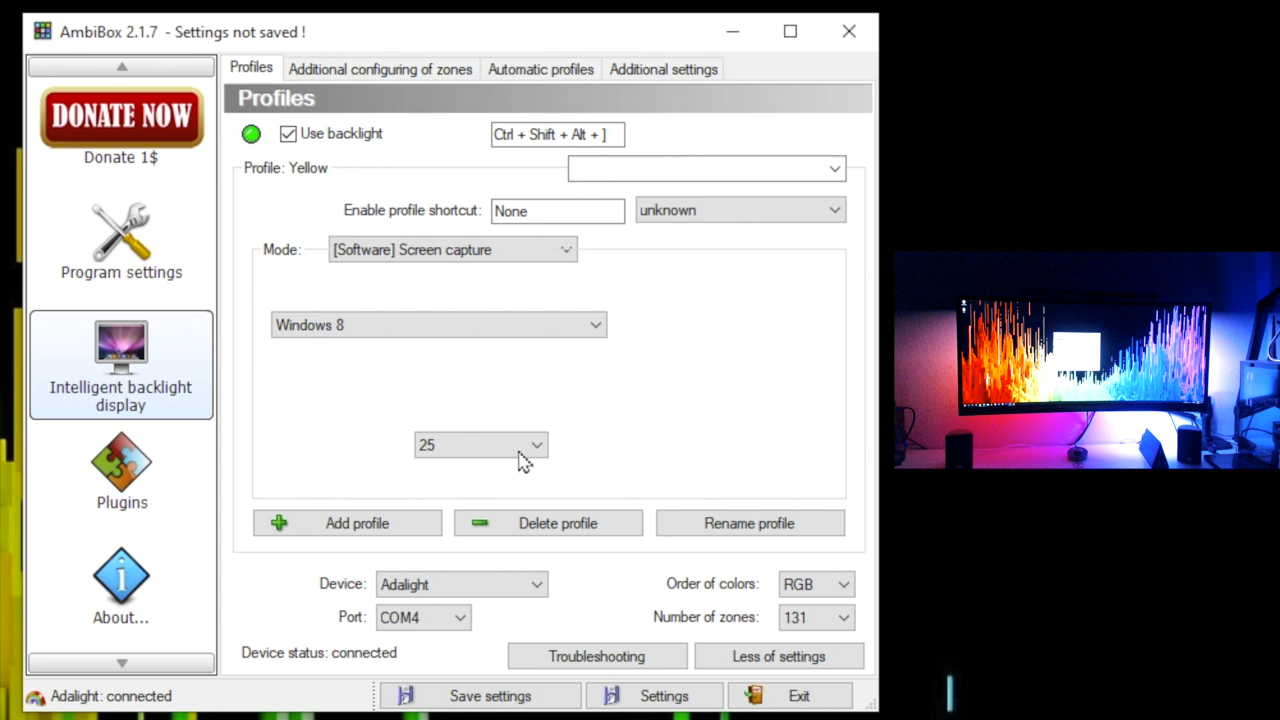 AmbiBox 2.1.7 - Settings not saved !
Profiles
Additional configuring of zones
Automatic profiles
Additional settings
DONATE NOW
Donate 1$
Program settings
Intelligent backlight
display
Plugins
About...
Profiles
Use backlight
Ctrl + Shift + Alt + ]
Profile: Yellow
Enable profile shortcut:
None
unknown
Mode:
[Software] Screen capture
Windows 8
25
Add profile
Delete profile
Rename profile
Device:
Adalight
Order of colors:
RGB
Port:
COM4
Number of zones:
131
Device status: connected
Troubleshooting
Less of settings
Adalight: connected
Save settings
Settings
Exit